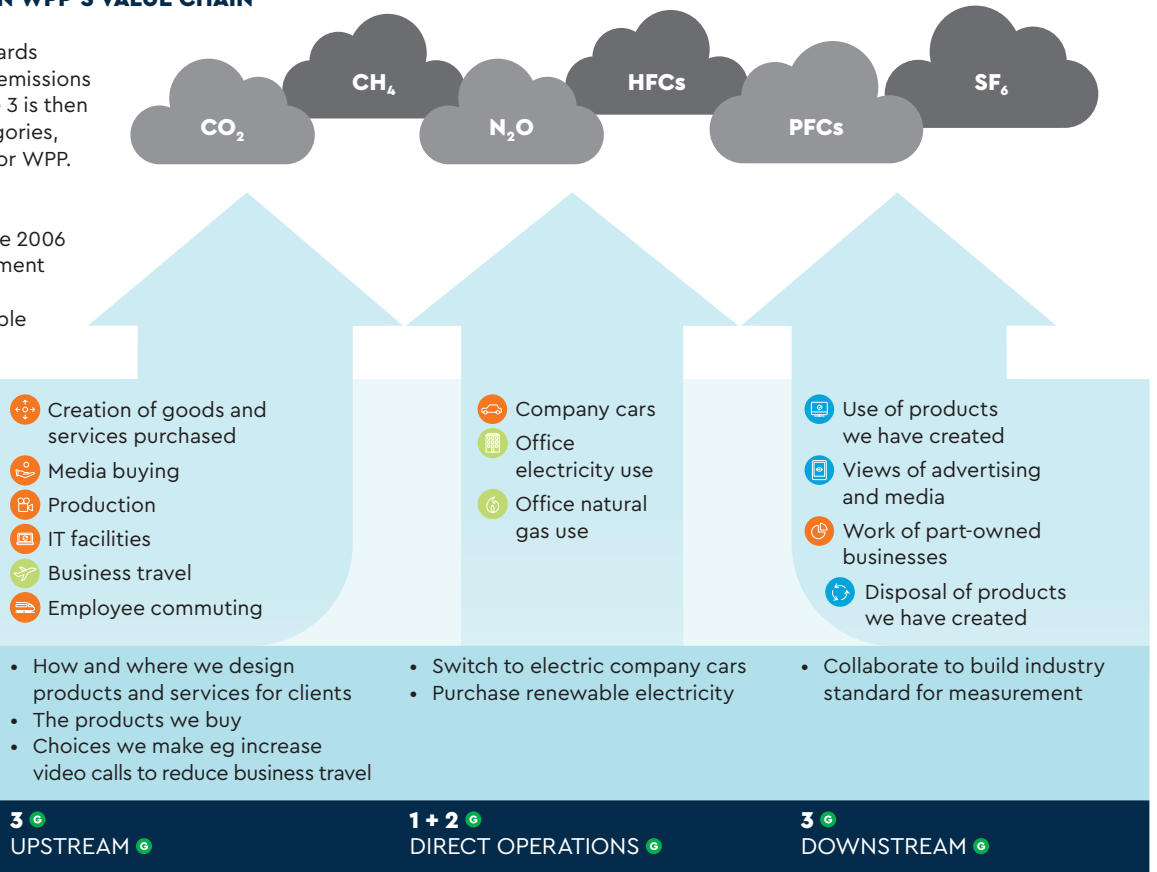 N WPP'S VALUE CHAIN
ards
emissions
3 is then
gories,
or WPP.
e 2006
ment
ble
CO₂
CH₄
N₂O
HFCs
PFCs
SF₆
Creation of goods and
services purchased
Media buying
Production
IT facilities
Business travel
Employee commuting
Company cars
Office
electricity use
Office natural
gas use
Use of products
we have created
Views of advertising
and media
Work of part-owned
businesses
Disposal of products
we have created
• How and where we design
products and services for clients
• The products we buy
• Choices we make eg increase
video calls to reduce business travel
• Switch to electric company cars
• Purchase renewable electricity
• Collaborate to build industry
standard for measurement
3 G
UPSTREAM G
1 + 2 G
DIRECT OPERATIONS G
3 G
DOWNSTREAM G